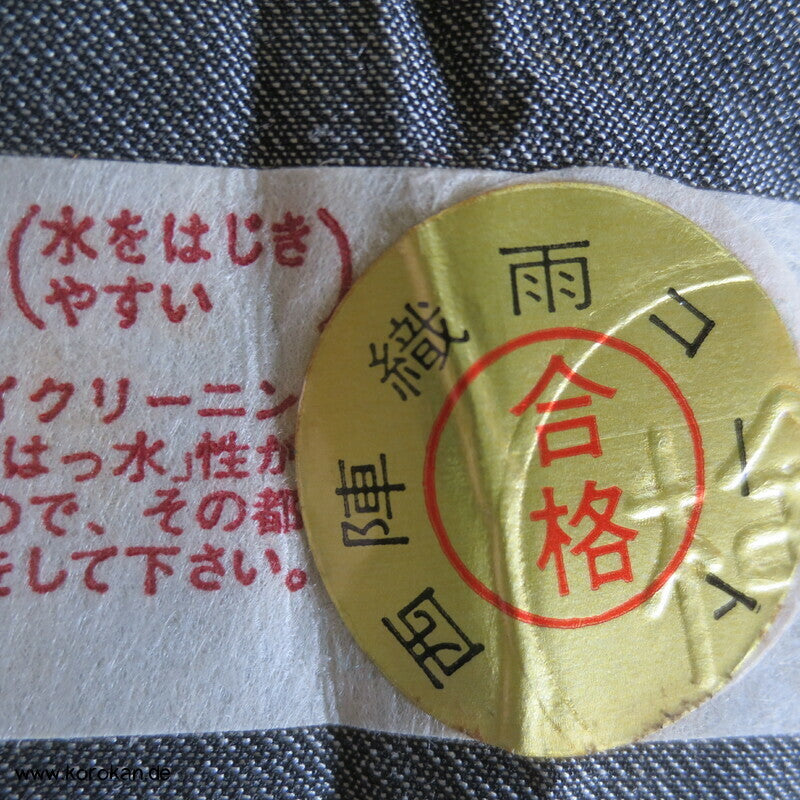 (水をはじき
やすい)
イクリーニン
はっ水」性が
ので、その都
をして下さい。
西陣織雨コート
合格
www.korokan.de